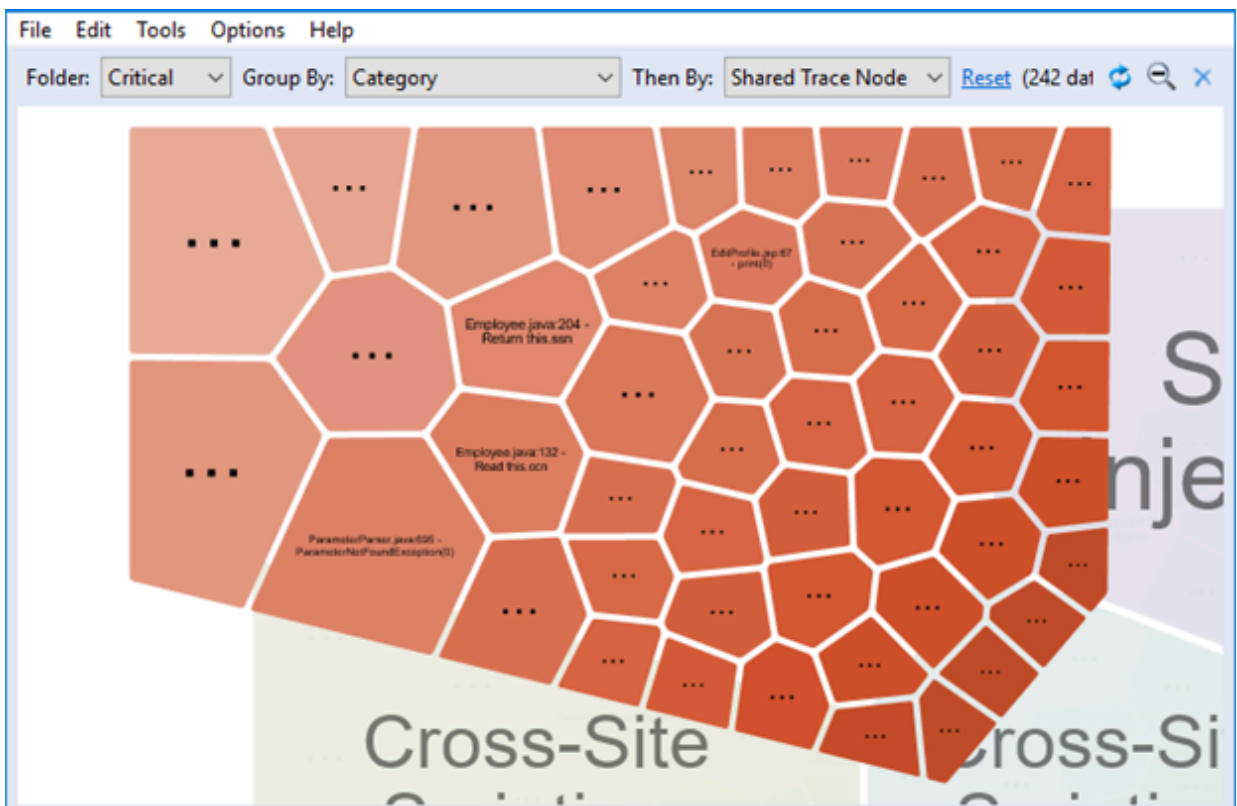 File Edit Tools Options Help
Folder: Critical Group By: Category Then By: Shared Trace Node Reset (242 dat
EditProfile.jsp:67
- print(0)
Employee.java:204 -
Return this.ssn
Employee.java:132 -
Read this.ccn
ParameterParser.java:695 -
ParameterNotFoundException(0)
S
nje
Cross-Site
Cross-Si